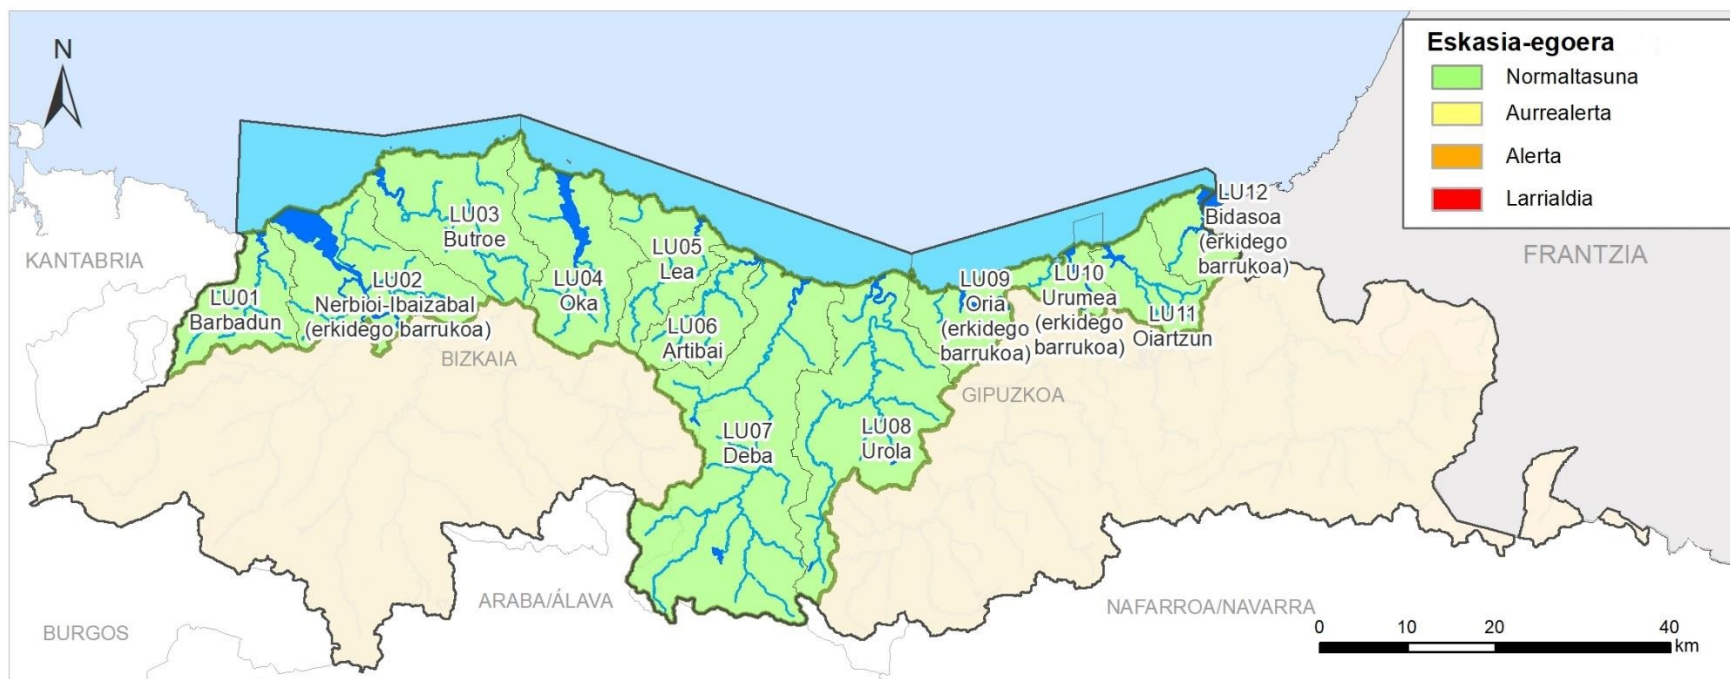 N
Eskasia-egoera
Normaltasuna
Aurrealerta
Alerta
Larrialdia
KANTABRIA
FRANTZIA
LU01
Barbadun
LU02
Nerbioi-Ibaizabal
(erkidego barrukoa)
LU03
Butroe
LU04
Oka
LU05
Lea
LU06
Artibai
LU07
Deba
LU08
Urola
LU09
Oria
(erkidego
barrukoa)
LU10
Urumea
(erkidego
barrukoa)
LU11
Oiartzun
LU12
Bidasoa
(erkidego
barrukoa)
BIZKAIA
GIPUZKOA
ARABA/ÁLAVA
NAFARROA/NAVARRA
BURGOS
0 10 20 40
km